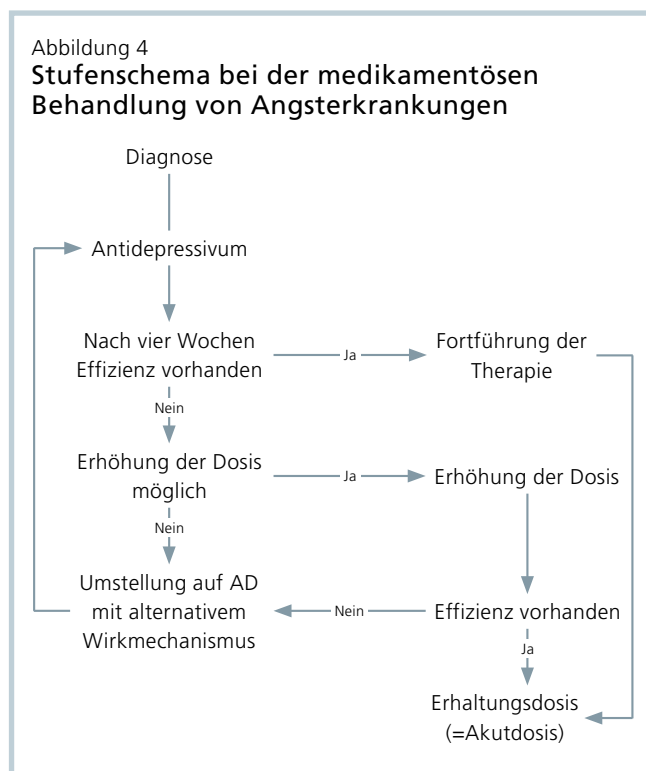 Abbildung 4
Stufenschema bei der medikamentösen
Behandlung von Angsterkrankungen
Diagnose
Antidepressivum
Nach vier Wochen
Effizienz vorhanden
Ja
Fortführung der
Therapie
Nein
Erhöhung der Dosis
möglich
Ja
Erhöhung der Dosis
Nein
Umstellung auf AD
mit alternativem
Wirkmechanismus
Nein
Effizienz vorhanden
Ja
Erhaltungsdosis
(=Akutdosis)